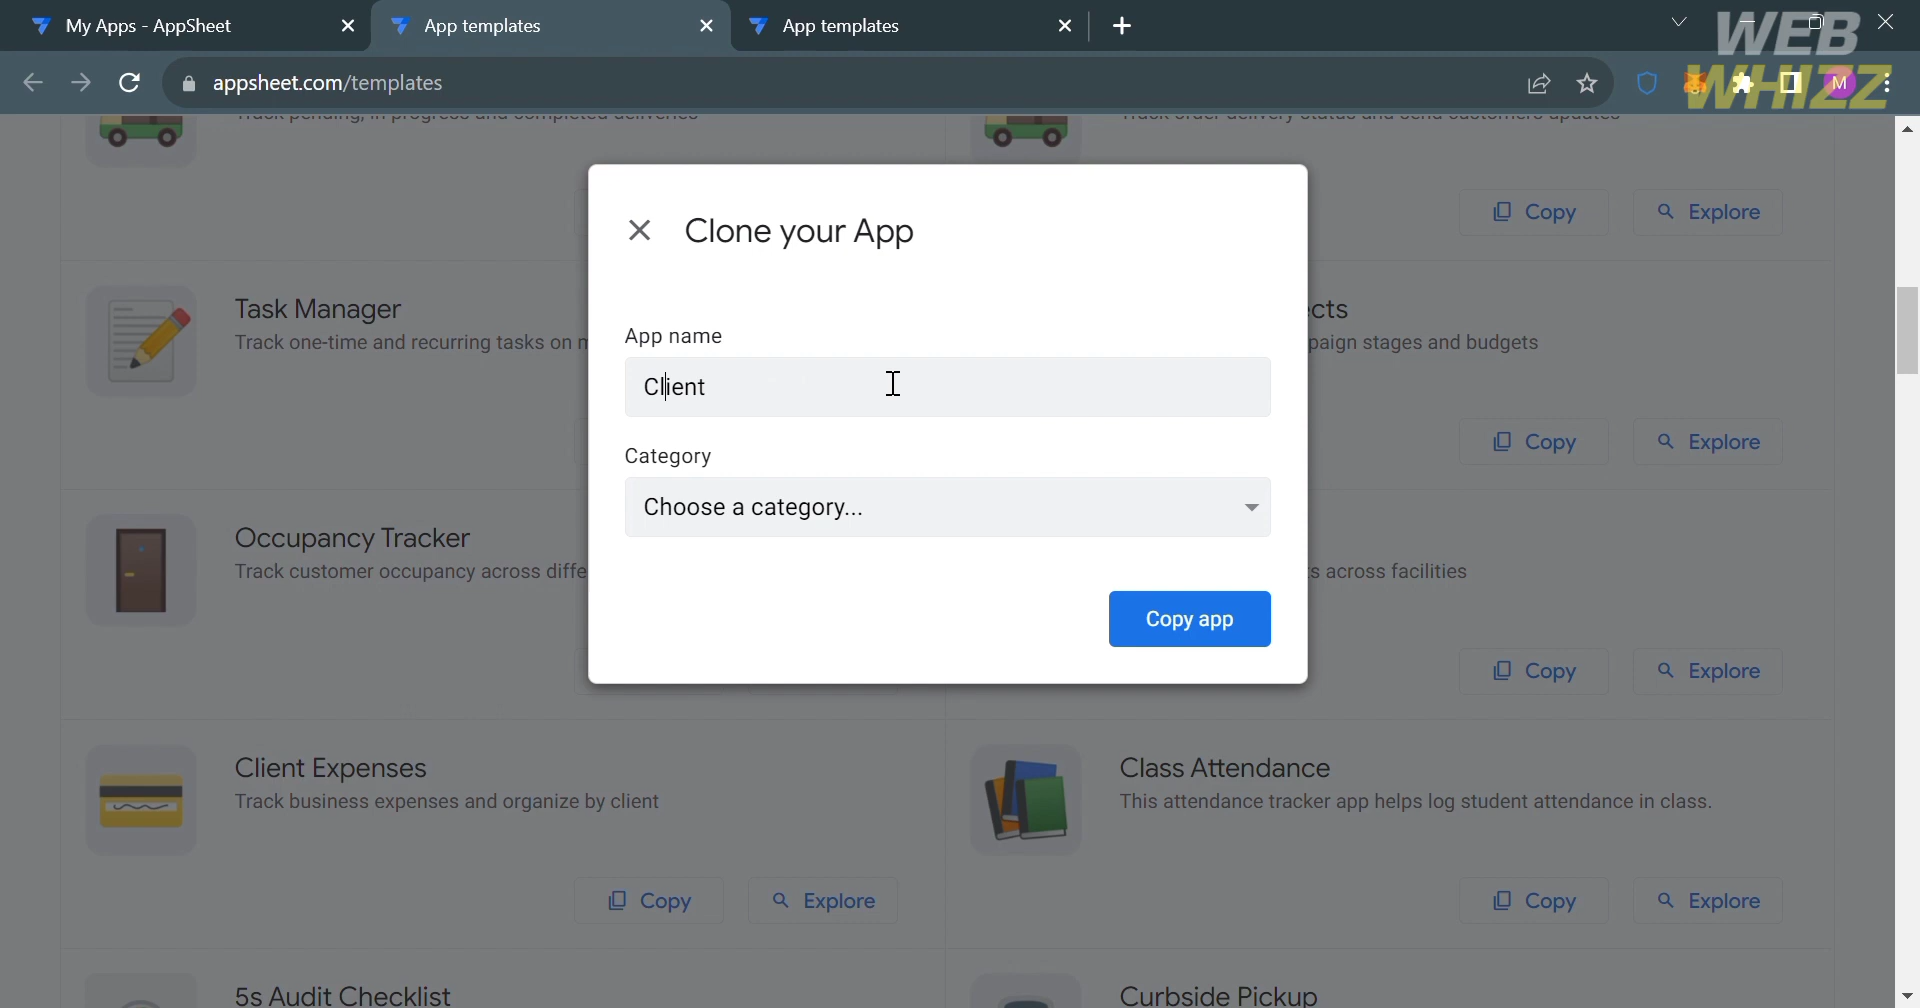 My Apps - AppSheet
App templates
App templates
WEB
WHIZZ
appsheet.com/templates
M
Track pending, in progress and completed deliveries
Track order delivery status and send customers updates
Copy
Explore
Clone your App
Task Manager
Track one-time and recurring tasks on
ects
paign stages and budgets
App name
Client
Copy
Explore
Category
Choose a category...
Occupancy Tracker
Track customer occupancy across diffe
s across facilities
Copy app
Copy
Explore
Client Expenses
Track business expenses and organize by client
Class Attendance
This attendance tracker app helps log student attendance in class.
Copy
Explore
Copy
Explore
5s Audit Checklist
Curbside Pickup